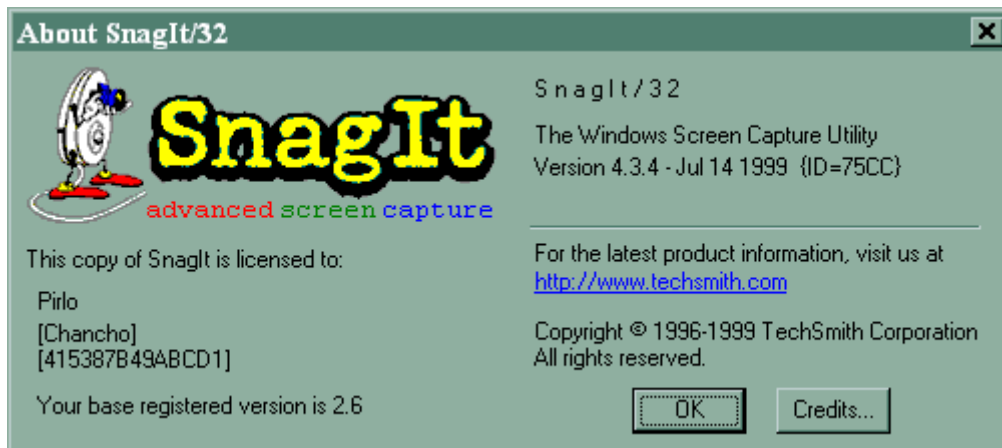 About SnagIt/32
SnagIt
advanced screen capture
This copy of SnagIt is licensed to:
Pirlo
[Chancho]
[415387B49ABCD1]
Your base registered version is 2.6
SnagIt/32
The Windows Screen Capture Utility
Version 4.3.4 - Jul 14 1999 {ID=75CC}
For the latest product information, visit us at
http://www.techsmith.com
Copyright © 1996-1999 TechSmith Corporation
All rights reserved.
OK
Credits...